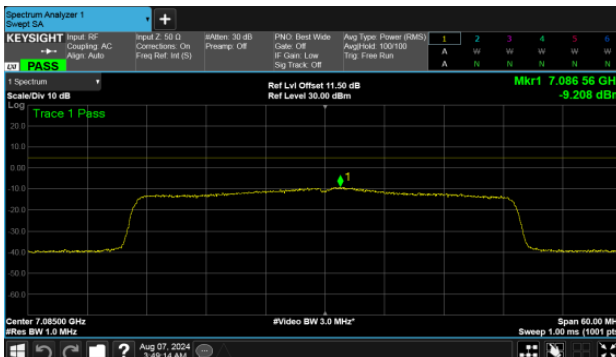 Spectrum Analyzer 1
Swept SA
+
KEYSIGHT
Input: RF
Coupling: AC
Align: Auto
Input Z: 50 Ω
Corrections: On
Freq Ref: Int (S)
#Atten: 30 dB
Preamp: Off
PNO: Best Wide
Gate: Off
IF Gain: Low
Sig Track: Off
Avg Type: Power (RMS)
Avg|Hold: 100/100
Trig: Free Run
1 2 3 4 5 6
A W W W W W
A N N N N N
LXI PASS
1 Spectrum
Scale/Div 10 dB
Ref Lvl Offset 11.50 dB
Ref Level 30.00 dBm
Mkr1 7.086 56 GH
-9.208 dBr
Log
Trace 1 Pass
20.0
10.0
0.00
-10.0
-20.0
-30.0
-40.0
-50.0
-60.0
1
Center 7.08500 GHz
#Res BW 1.0 MHz
#Video BW 3.0 MHz*
Span 60.00 MH
Sweep 1.00 ms (1001 pts
?
Aug 07, 2024
3:49:14 AM